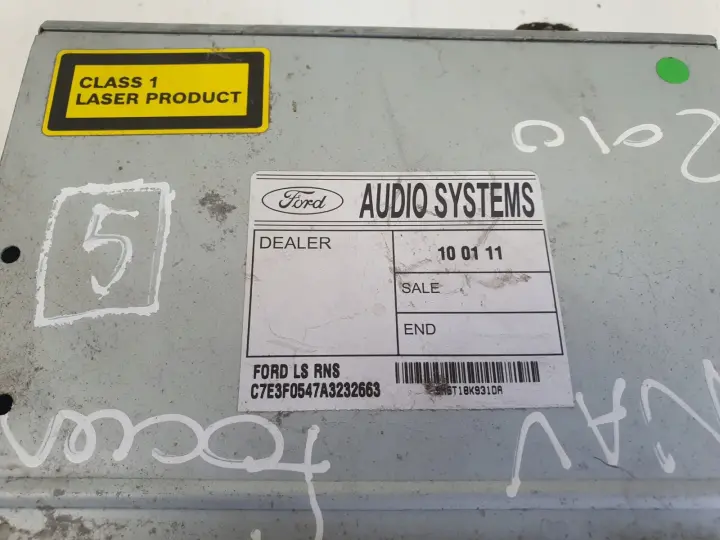 CLASS 1
LASER PRODUCT
2010
5
Ford
AUDIO SYSTEMS
DEALER
10 01 11
SALE
END
FORD LS RNS
C7E3F0547A3232663
NAV